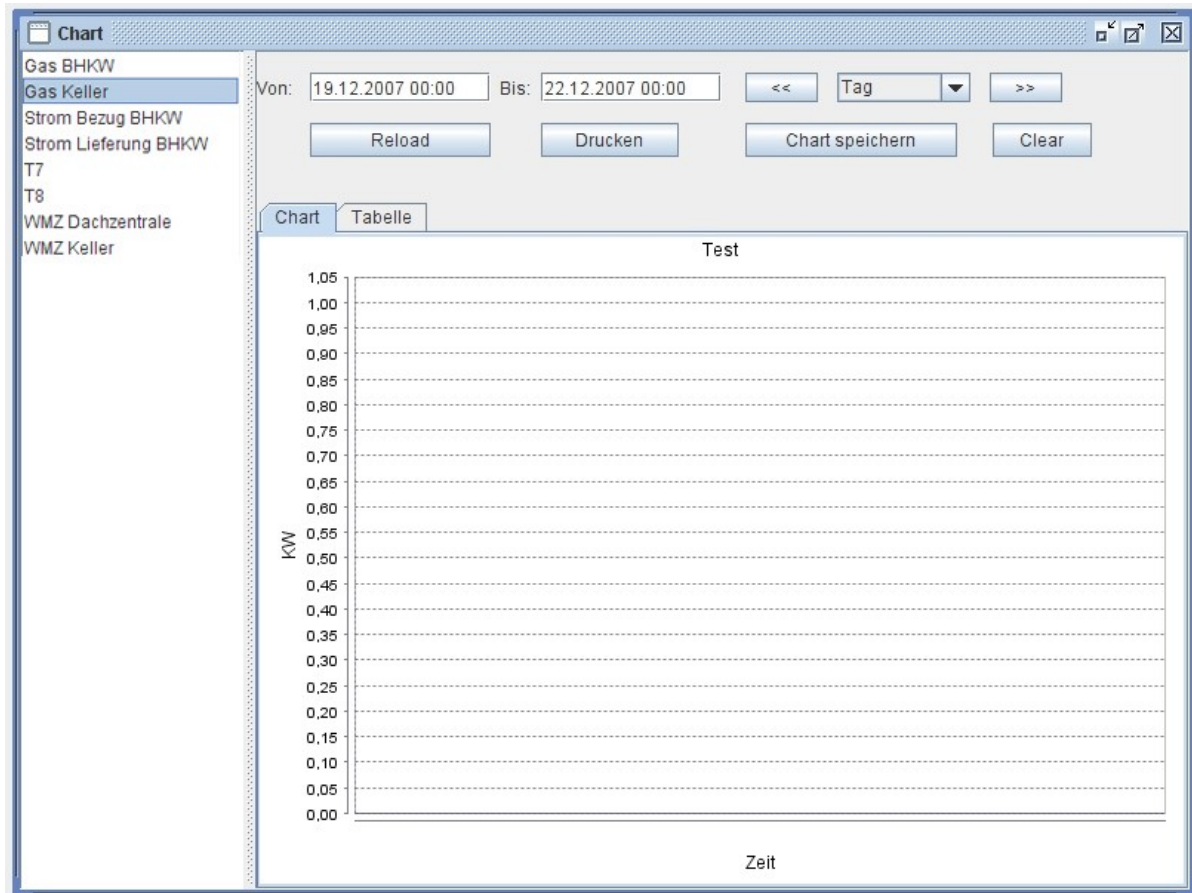 Chart
Gas BHKW
Gas Keller
Strom Bezug BHKW
Strom Lieferung BHKW
T7
T8
WMZ Dachzentrale
WMZ Keller
Von: 19.12.2007 00:00 Bis: 22.12.2007 00:00 << Tag >>
Reload Drucken Chart speichern Clear
Chart Tabelle
Test
1,05
1,00
0,95
0,90
0,85
0,80
0,75
0,70
0,65
0,60
0,55
0,50
0,45
0,40
0,35
0,30
0,25
0,20
0,15
0,10
0,05
0,00
KW
Zeit